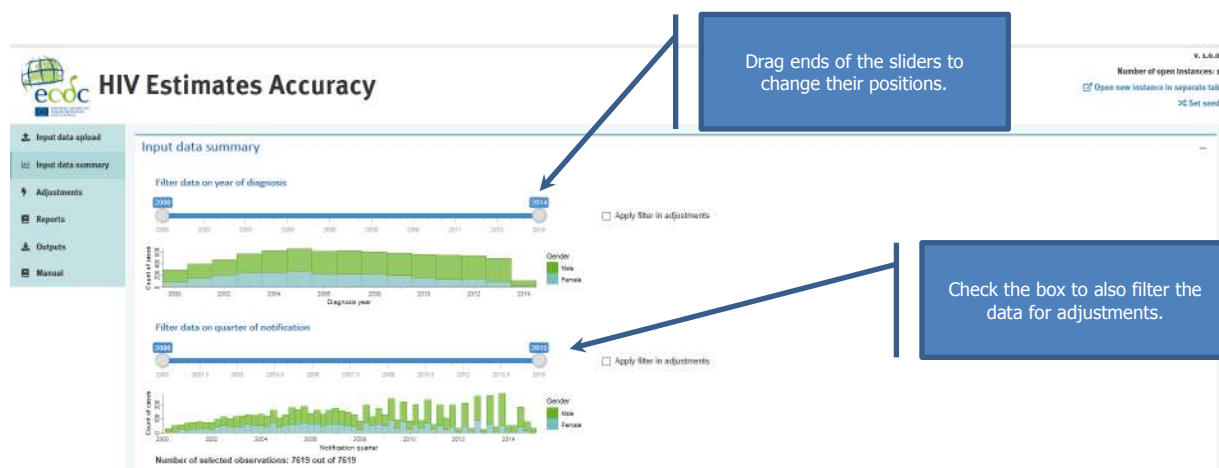 Drag ends of the sliders to
change their positions.
ecdc
HIV Estimates Accuracy
v. 1.0.0
Number of open instances: 1
Open new instance in separate tab
Set seed
Input data upload
Input data summary
Adjustments
Reports
Outputs
Manual
Input data summary
Filter data on year of diagnosis
2000
2014
Apply filter in adjustments
Count of cases
Gender
Male
Female
2000 2002 2004 2006 2008 2010 2012 2014
Diagnosis year
Check the box to also filter the
data for adjustments.
Filter data on quarter of notification
2000
2015
Apply filter in adjustments
Count of cases
Gender
Male
Female
2000 2002 2004 2006 2008 2010 2012 2014
Notification quarter
Number of selected observations: 7619 out of 7619